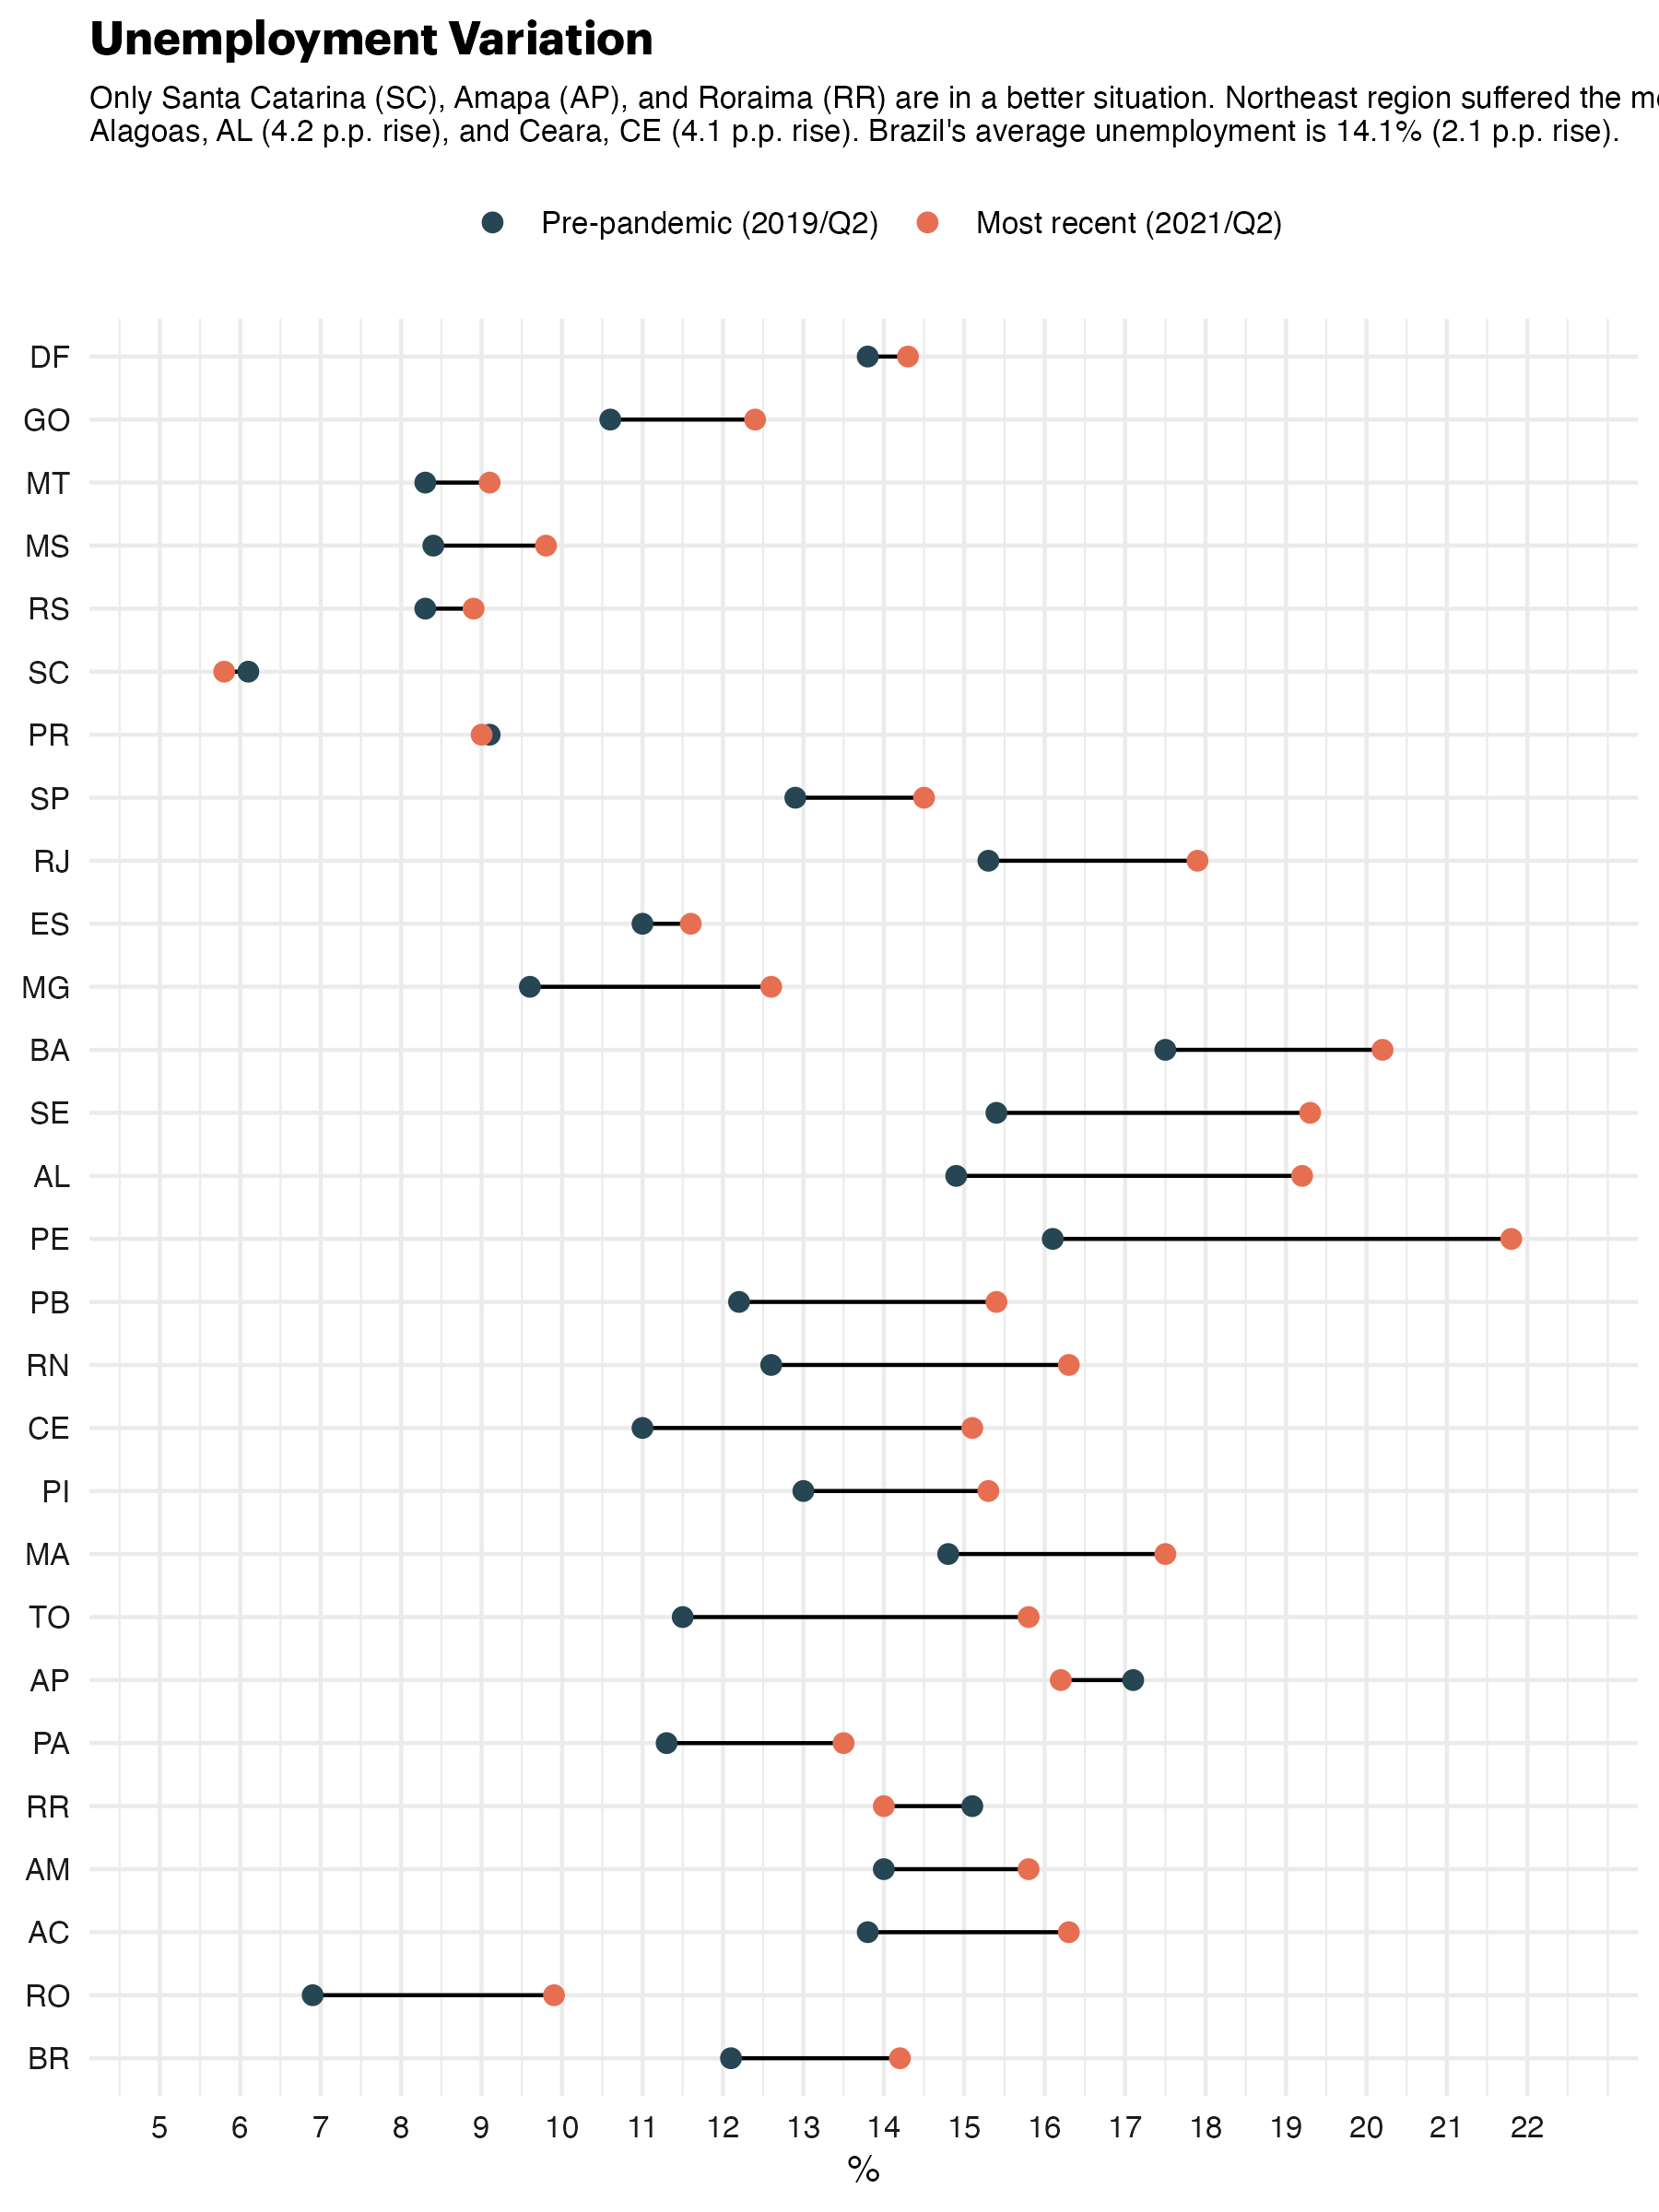 Unemployment Variation
Only Santa Catarina (SC), Amapa (AP), and Roraima (RR) are in a better situation. Northeast region suffered the
Alagoas, AL (4.2 p.p. rise), and Ceara, CE (4.1 p.p. rise). Brazil's average unemployment is 14.1% (2.1 p.p. rise).
Pre-pandemic (2019/Q2) Most recent (2021/Q2)
DF
GO
MT
MS
RS
SC
PR
SP
RJ
ES
MG
BA
SE
AL
PE
PB
RN
CE
PI
MA
TO
AP
PA
RR
AM
AC
RO
BR
5 6 7 8 9 10 11 12 13 14 15 16 17 18 19 20 21 22
%